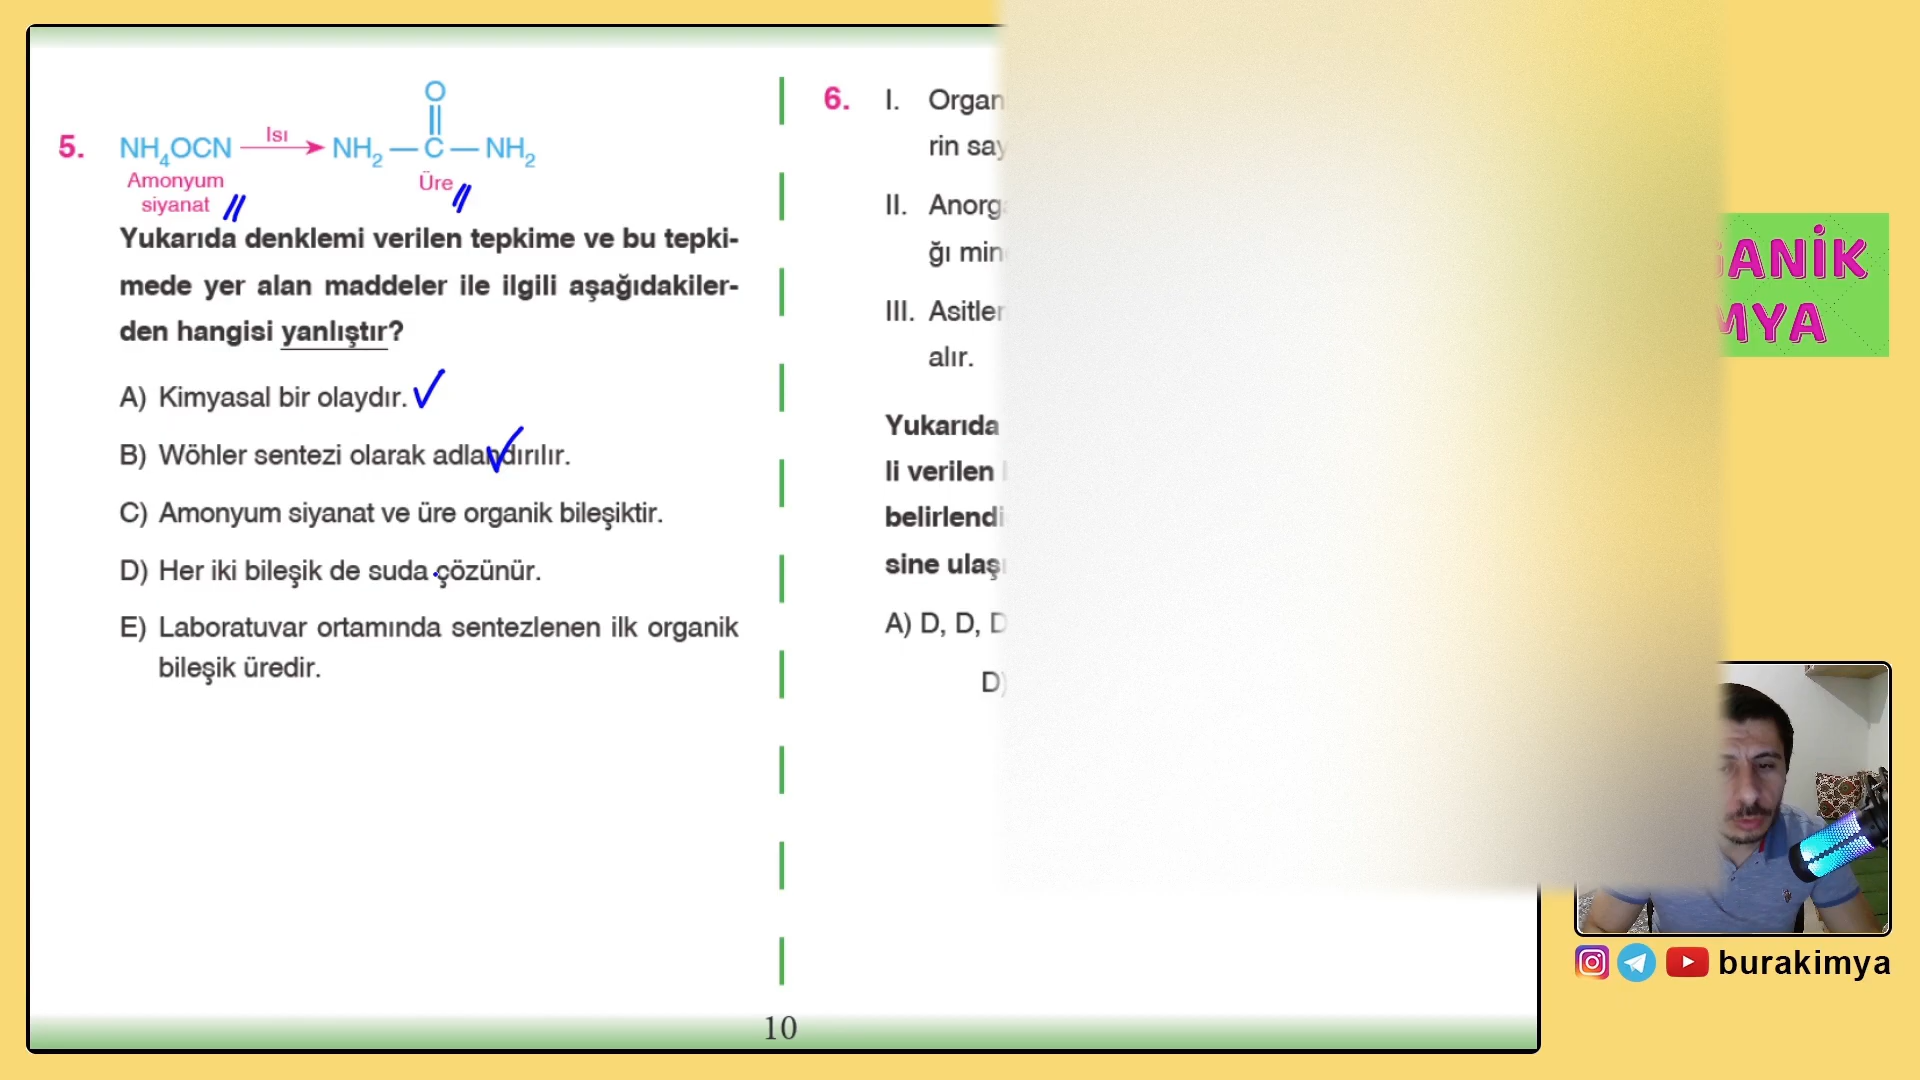 5.
O
NH4OCN Isı NH2 — C — NH2
Amonyum
siyanat
Üre
Yukarıda denklemi verilen tepkime ve bu tepki-
mede yer alan maddeler ile ilgili aşağıdakiler-
den hangisi yanlıştır?
A) Kimyasal bir olaydır.
B) Wöhler sentezi olarak adlandırılır.
C) Amonyum siyanat ve üre organik bileşiktir.
D) Her iki bileşik de suda çözünür.
E) Laboratuvar ortamında sentezlenen ilk organik
bileşik üredir.
6.
I.
rin
II.
ğı
III.
alır.
Yukarıda
li verilen
sine
A) D, D,
D)
10
burakimya